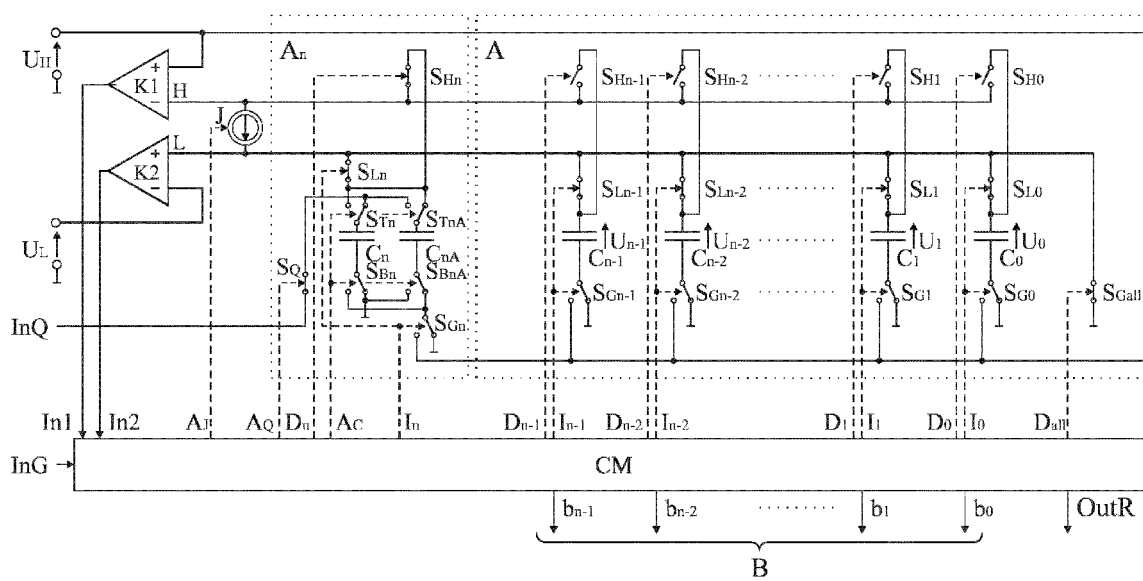 An A
UH K1 + − H SHn SHn-1 SHn-2 SH1 SH0
J
L
K2 + − SLn SLn-1 SLn-2 SL1 SL0
UL STn STnA Un-1 Un-2 U1 U0
Cn CnA Cn-1 Cn-2 C1 C0
SQ SBn SBnA SGn-1 SGn-2 SG1 SG0 SGall
InQ SGn
In1 In2 AJ AQ Dn AC In Dn-1 In-1 Dn-2 In-2 D1 I1 D0 I0 Dall
InG CM
bn-1 bn-2 b1 b0 OutR
B